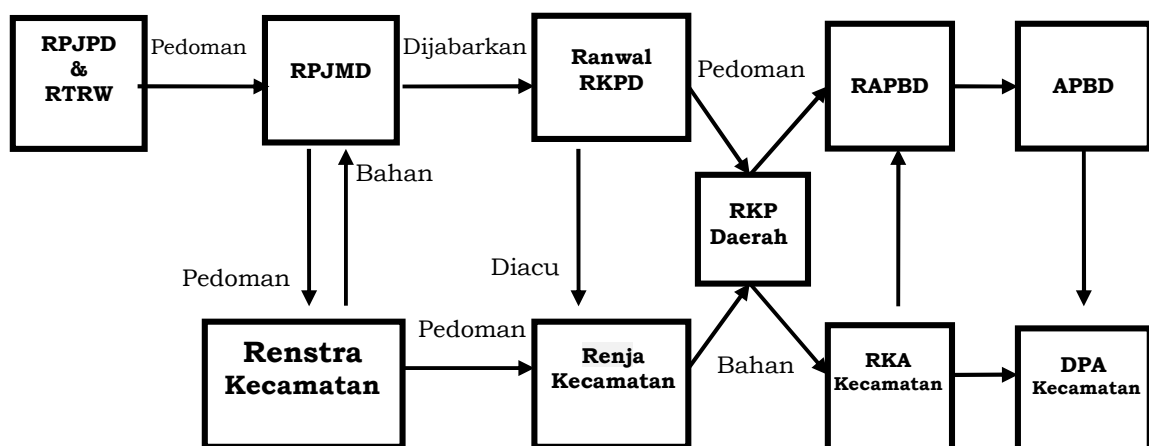 RPJPD
&
RTRW
Pedoman
RPJMD
Dijabarkan
Ranwal
RKPD
Pedoman
RAPBD
APBD
Bahan
RKP
Daerah
Pedoman
Diacu
Renstra
Kecamatan
Pedoman
Renja
Kecamatan
Bahan
RKA
Kecamatan
DPA
Kecamatan